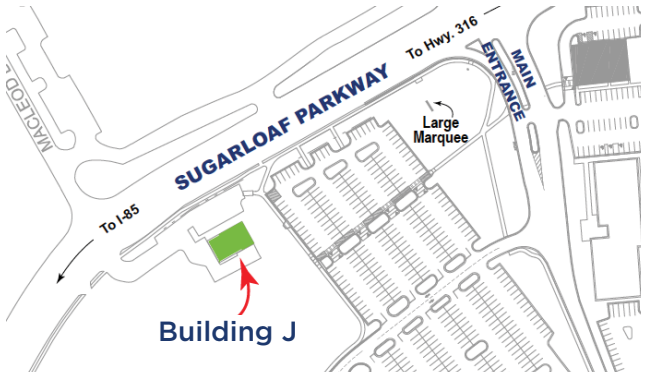 To Hwy. 316
MAIN
ENTRANCE
SUGARLOAF PARKWAY
Large
Marquee
MACLEOD
To I-85
Building J